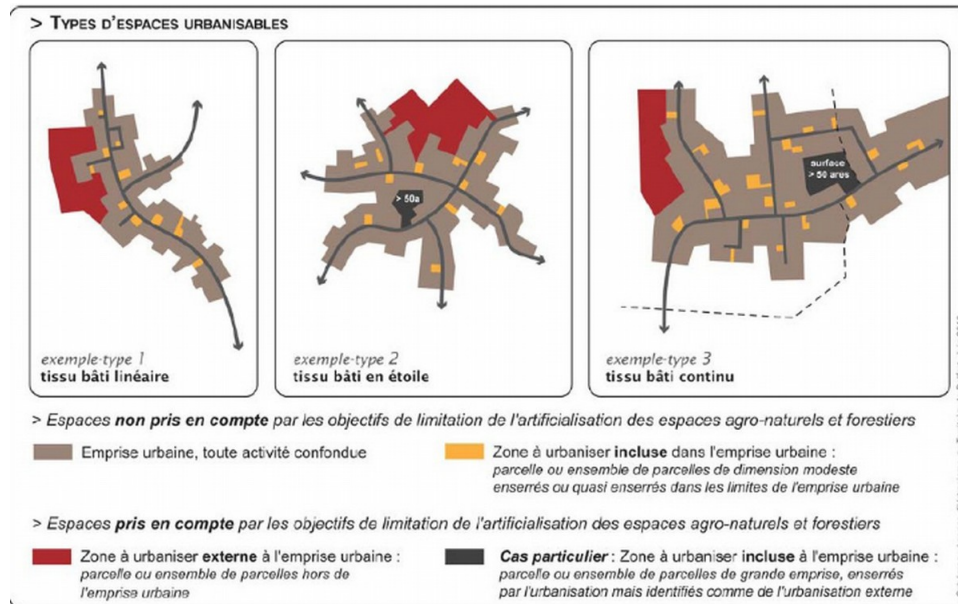 > TYPES D'ESPACES URBANISABLES
> 50a
surface
> 50 ares
exemple-type 1
tissu bâti linéaire
exemple-type 2
tissu bâti en étoile
exemple-type 3
tissu bâti continu
> Espaces non pris en compte par les objectifs de limitation de l'artificialisation des espaces agro-naturels et forestiers
Emprise urbaine, toute activité confondue
Zone à urbaniser incluse dans l'emprise urbaine :
parcelle ou ensemble de parcelles de dimension modeste
enserrés ou quasi enserrés dans les limites de l'emprise urbaine
> Espaces pris en compte par les objectifs de limitation de l'artificialisation des espaces agro-naturels et forestiers
Zone à urbaniser externe à l'emprise urbaine :
parcelle ou ensemble de parcelles hors de
l'emprise urbaine
Cas particulier : Zone à urbaniser incluse à l'emprise urbaine :
parcelle ou ensemble de parcelles de grande emprise, enserrés
par l'urbanisation mais identifiés comme de l'urbanisation externe